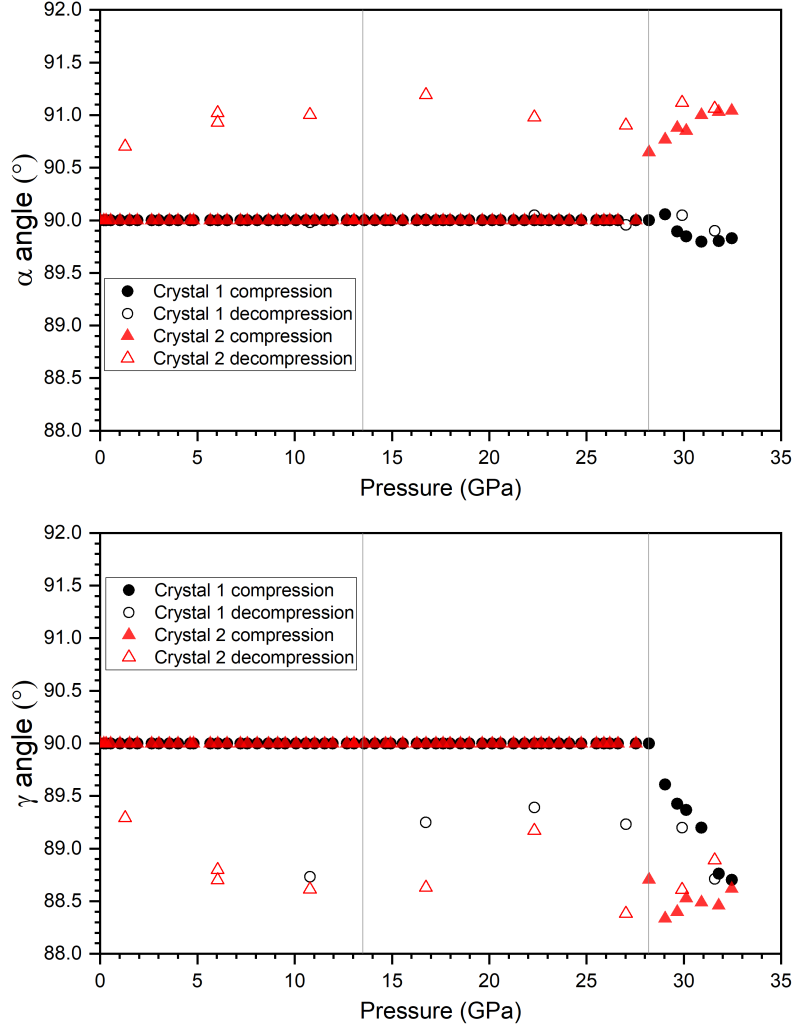 92.0
91.5
91.0
90.5
90.0
89.5
89.0
88.5
88.0
α angle (°)
Crystal 1 compression
Crystal 1 decompression
Crystal 2 compression
Crystal 2 decompression
0 5 10 15 20 25 30 35
Pressure (GPa)
92.0
91.5
91.0
90.5
90.0
89.5
89.0
88.5
88.0
γ angle (°)
Crystal 1 compression
Crystal 1 decompression
Crystal 2 compression
Crystal 2 decompression
0 5 10 15 20 25 30 35
Pressure (GPa)